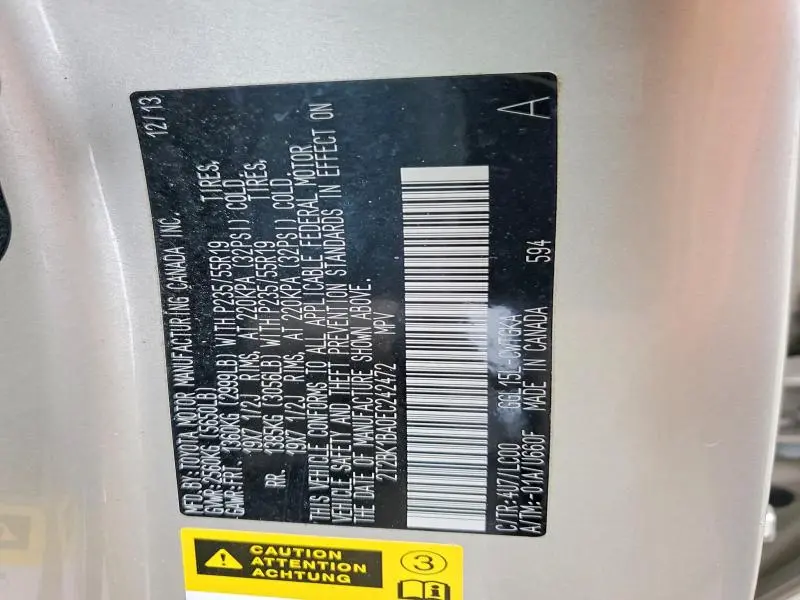 MFD.BY:TOYOTA MOTOR MANUFACTURING CANADA INC. 12/13
GVWR:2560KG (5650LB)
GAWR:FRT 1360KG (2999LB) WITH P235/55R19 TIRES,
19X7 1/2J RIMS, AT 220KPA (32PSI) COLD.
RR. 1385KG (3056LB) WITH P235/55R19 TIRES,
19X7 1/2J RIMS, AT 220KPA (32PSI) COLD.
THIS VEHICLE CONFORMS TO ALL APPLICABLE FEDERAL MOTOR
VEHICLE SAFETY AND THEFT PREVENTION STANDARDS IN EFFECT ON
THE DATE OF MANUFACTURE SHOWN ABOVE.
2T2BK1BA0EC242472 MPV
C/TR:4U7/LC00 GGL15L-CWTGKA A
A/TM:-01A/U660F MADE IN CANADA 594
CAUTION
ATTENTION
ACHTUNG
3
i